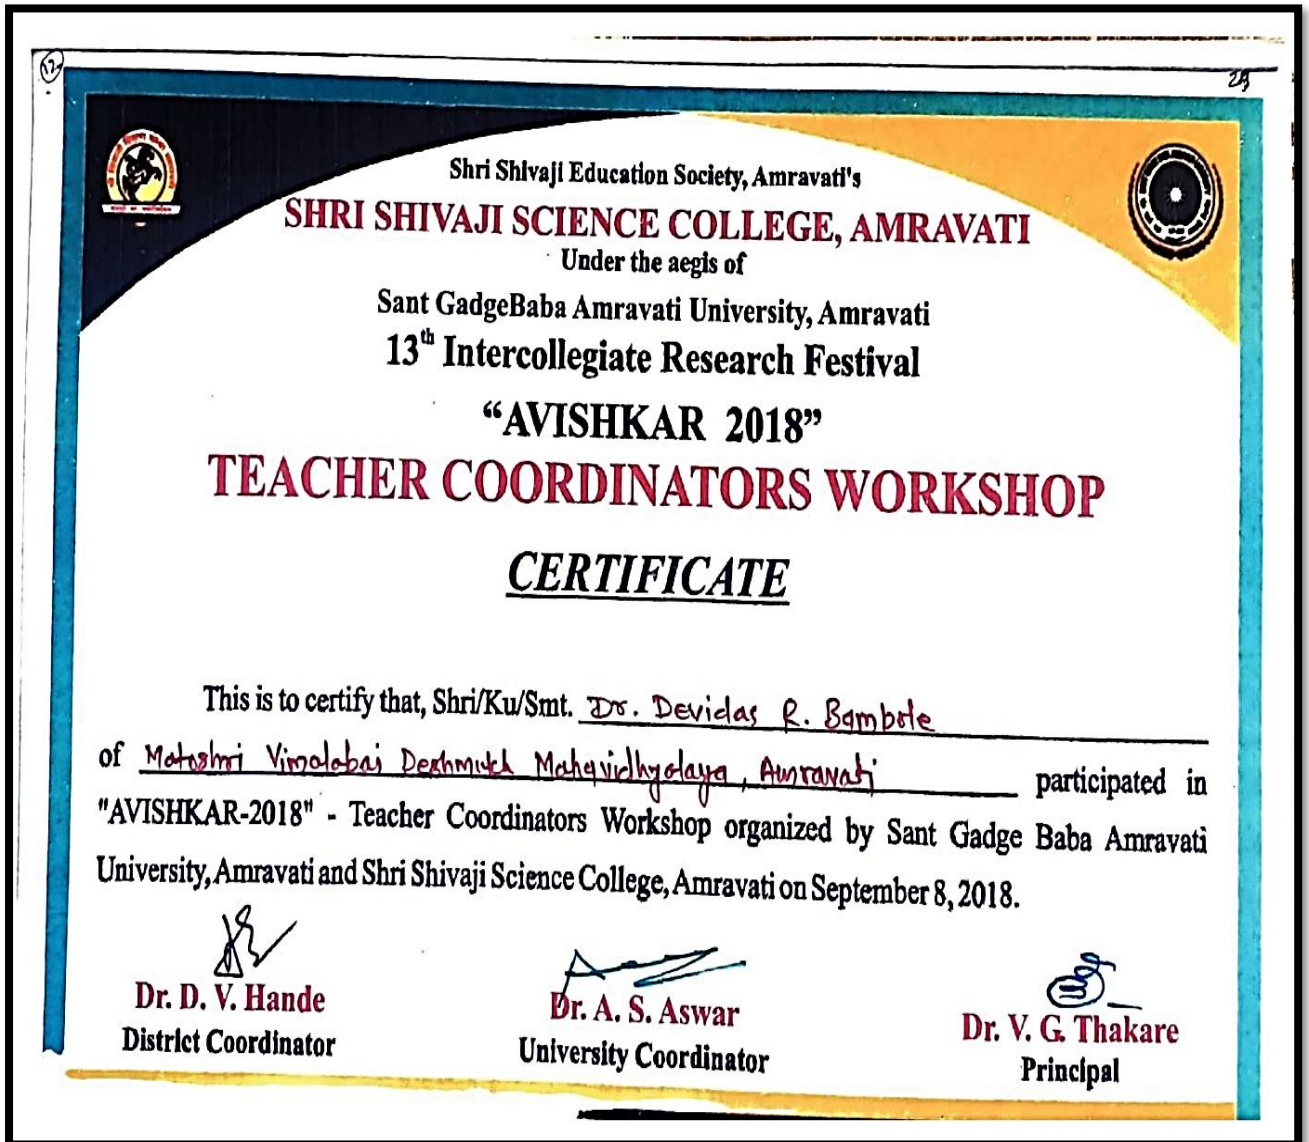 12
23
Shri Shivaji Education Society, Amravati's
SHRI SHIVAJI SCIENCE COLLEGE, AMRAVATI
Under the aegis of
Sant GadgeBaba Amravati University, Amravati
13th Intercollegiate Research Festival
“AVISHKAR 2018”
TEACHER COORDINATORS WORKSHOP
CERTIFICATE
This is to certify that, Shri/Ku/Smt. Dr. Devidas R. Bambole
of Matoshri Vimalabai Deshmukh Mahavidhyalaya, Amravati participated in
"AVISHKAR-2018" - Teacher Coordinators Workshop organized by Sant Gadge Baba Amravati
University, Amravati and Shri Shivaji Science College, Amravati on September 8, 2018.
Dr. D. V. Hande
District Coordinator
Dr. A. S. Aswar
University Coordinator
Dr. V. G. Thakare
Principal